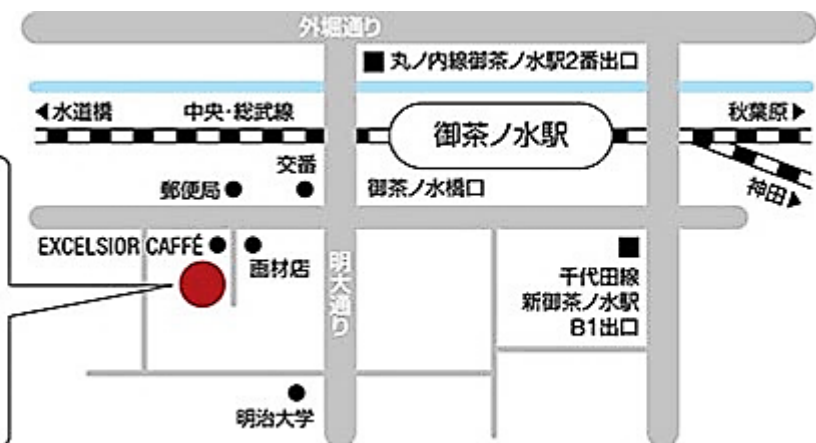 外堀通り
丸ノ内線御茶ノ水駅2番出口
水道橋
中央・総武線
秋葉原
御茶ノ水駅
交番
神田
郵便局
御茶ノ水橋口
EXCELSIOR CAFFÉ
画材店
明大通り
千代田線
新御茶ノ水駅
B1出口
明治大学